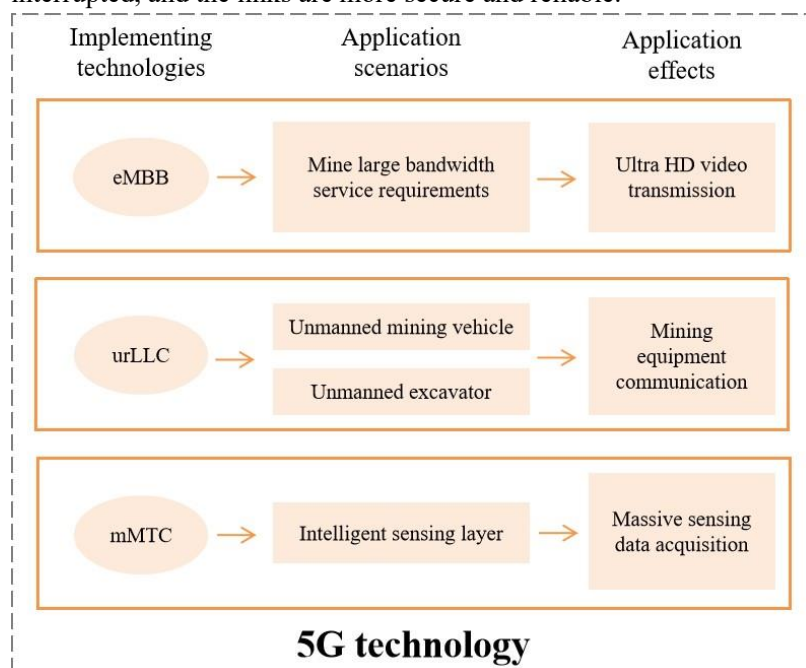 interrupted, and the links are more secure and reliable.
Implementing
technologies
Application
scenarios
Application
effects
eMBB
Mine large bandwidth
service requirements
Ultra HD video
transmission
urLLC
Unmanned mining vehicle
Unmanned excavator
Mining
equipment
communication
mMTC
Intelligent sensing layer
Massive sensing
data acquisition
5G technology